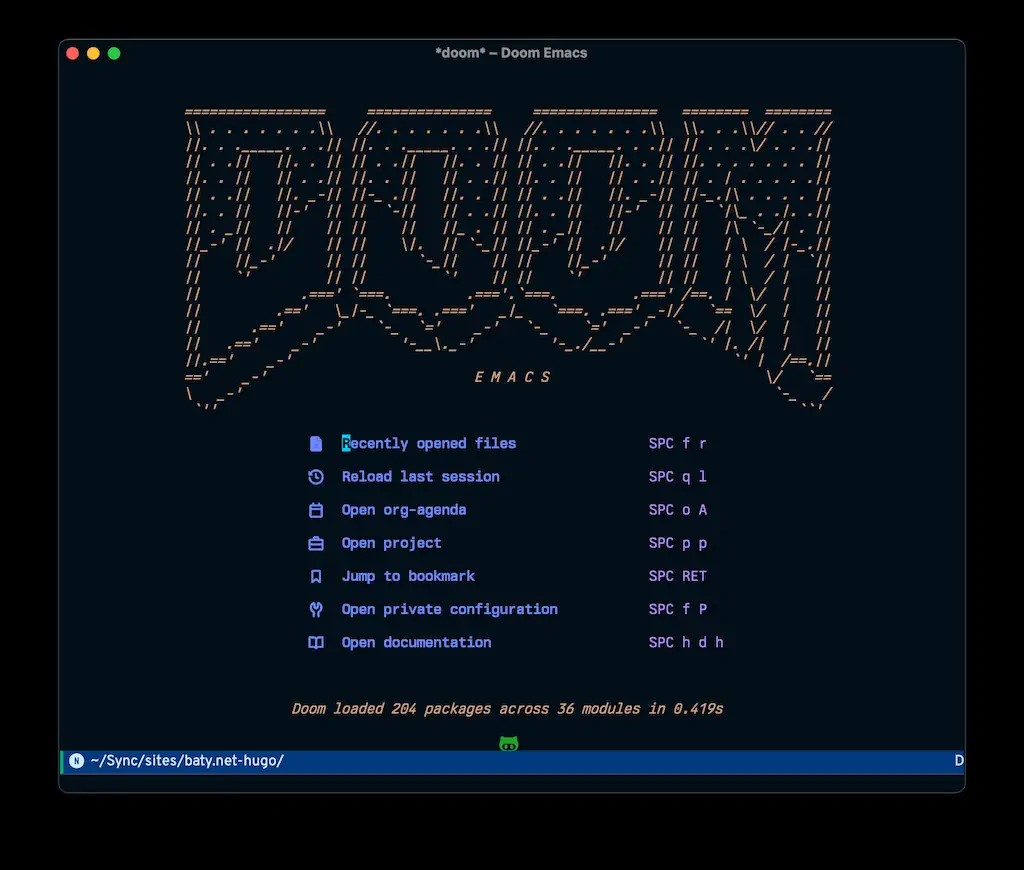 *doom* – Doom Emacs
DOOM
E M A C S
Recently opened files SPC f r
Reload last session SPC q l
Open org-agenda SPC o A
Open project SPC p p
Jump to bookmark SPC RET
Open private configuration SPC f P
Open documentation SPC h d h
Doom loaded 204 packages across 36 modules in 0.419s
N ~/Sync/sites/baty.net-hugo/ D